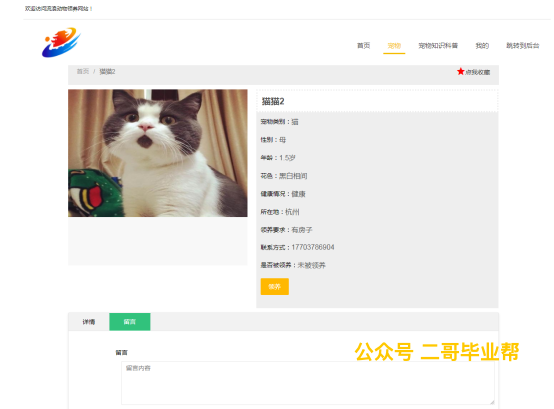 欢迎访问流浪动物领养网站！
首页 宠物 宠物知识科普 我的 跳转到后台
首页 / 猫猫2 ★点我收藏
猫猫2
宠物类别：猫
性别：母
年龄：1.5岁
花色：黑白相间
健康情况：健康
所在地：杭州
领养要求：有房子
联系方式：17703786904
是否被领养：未被领养
领养
详情 留言
公众号 二哥毕业帮
留言
留言内容